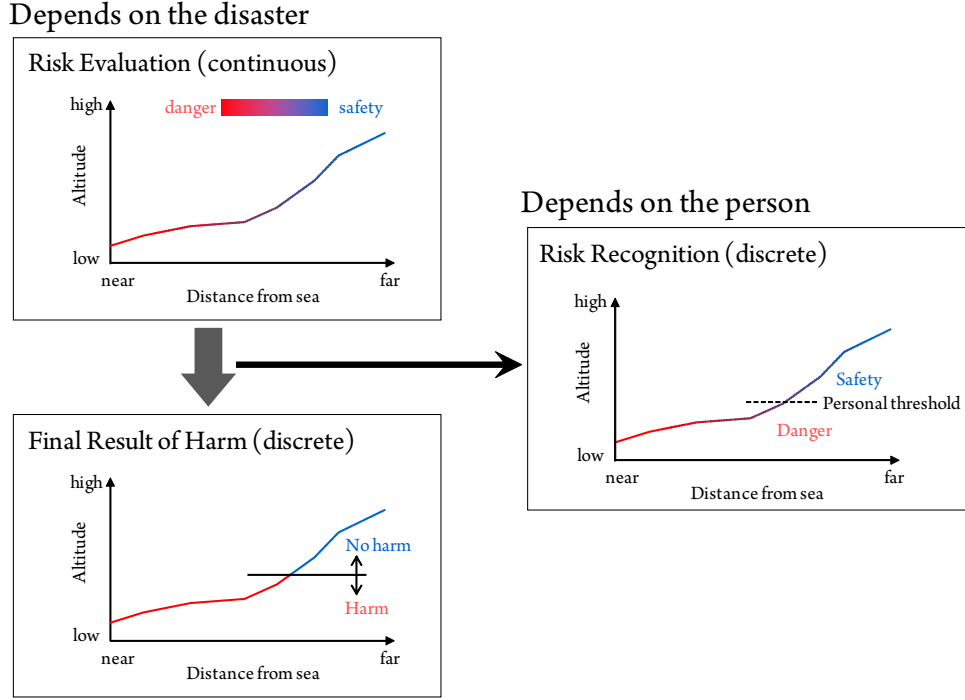 Depends on the disaster
Risk Evaluation (continuous)
high
danger
safety
Altitude
low
near
far
Distance from sea
Depends on the person
Risk Recognition (discrete)
high
Altitude
Safety
Personal threshold
Danger
low
near
far
Distance from sea
Final Result of Harm (discrete)
high
Altitude
No harm
Harm
low
near
far
Distance from sea